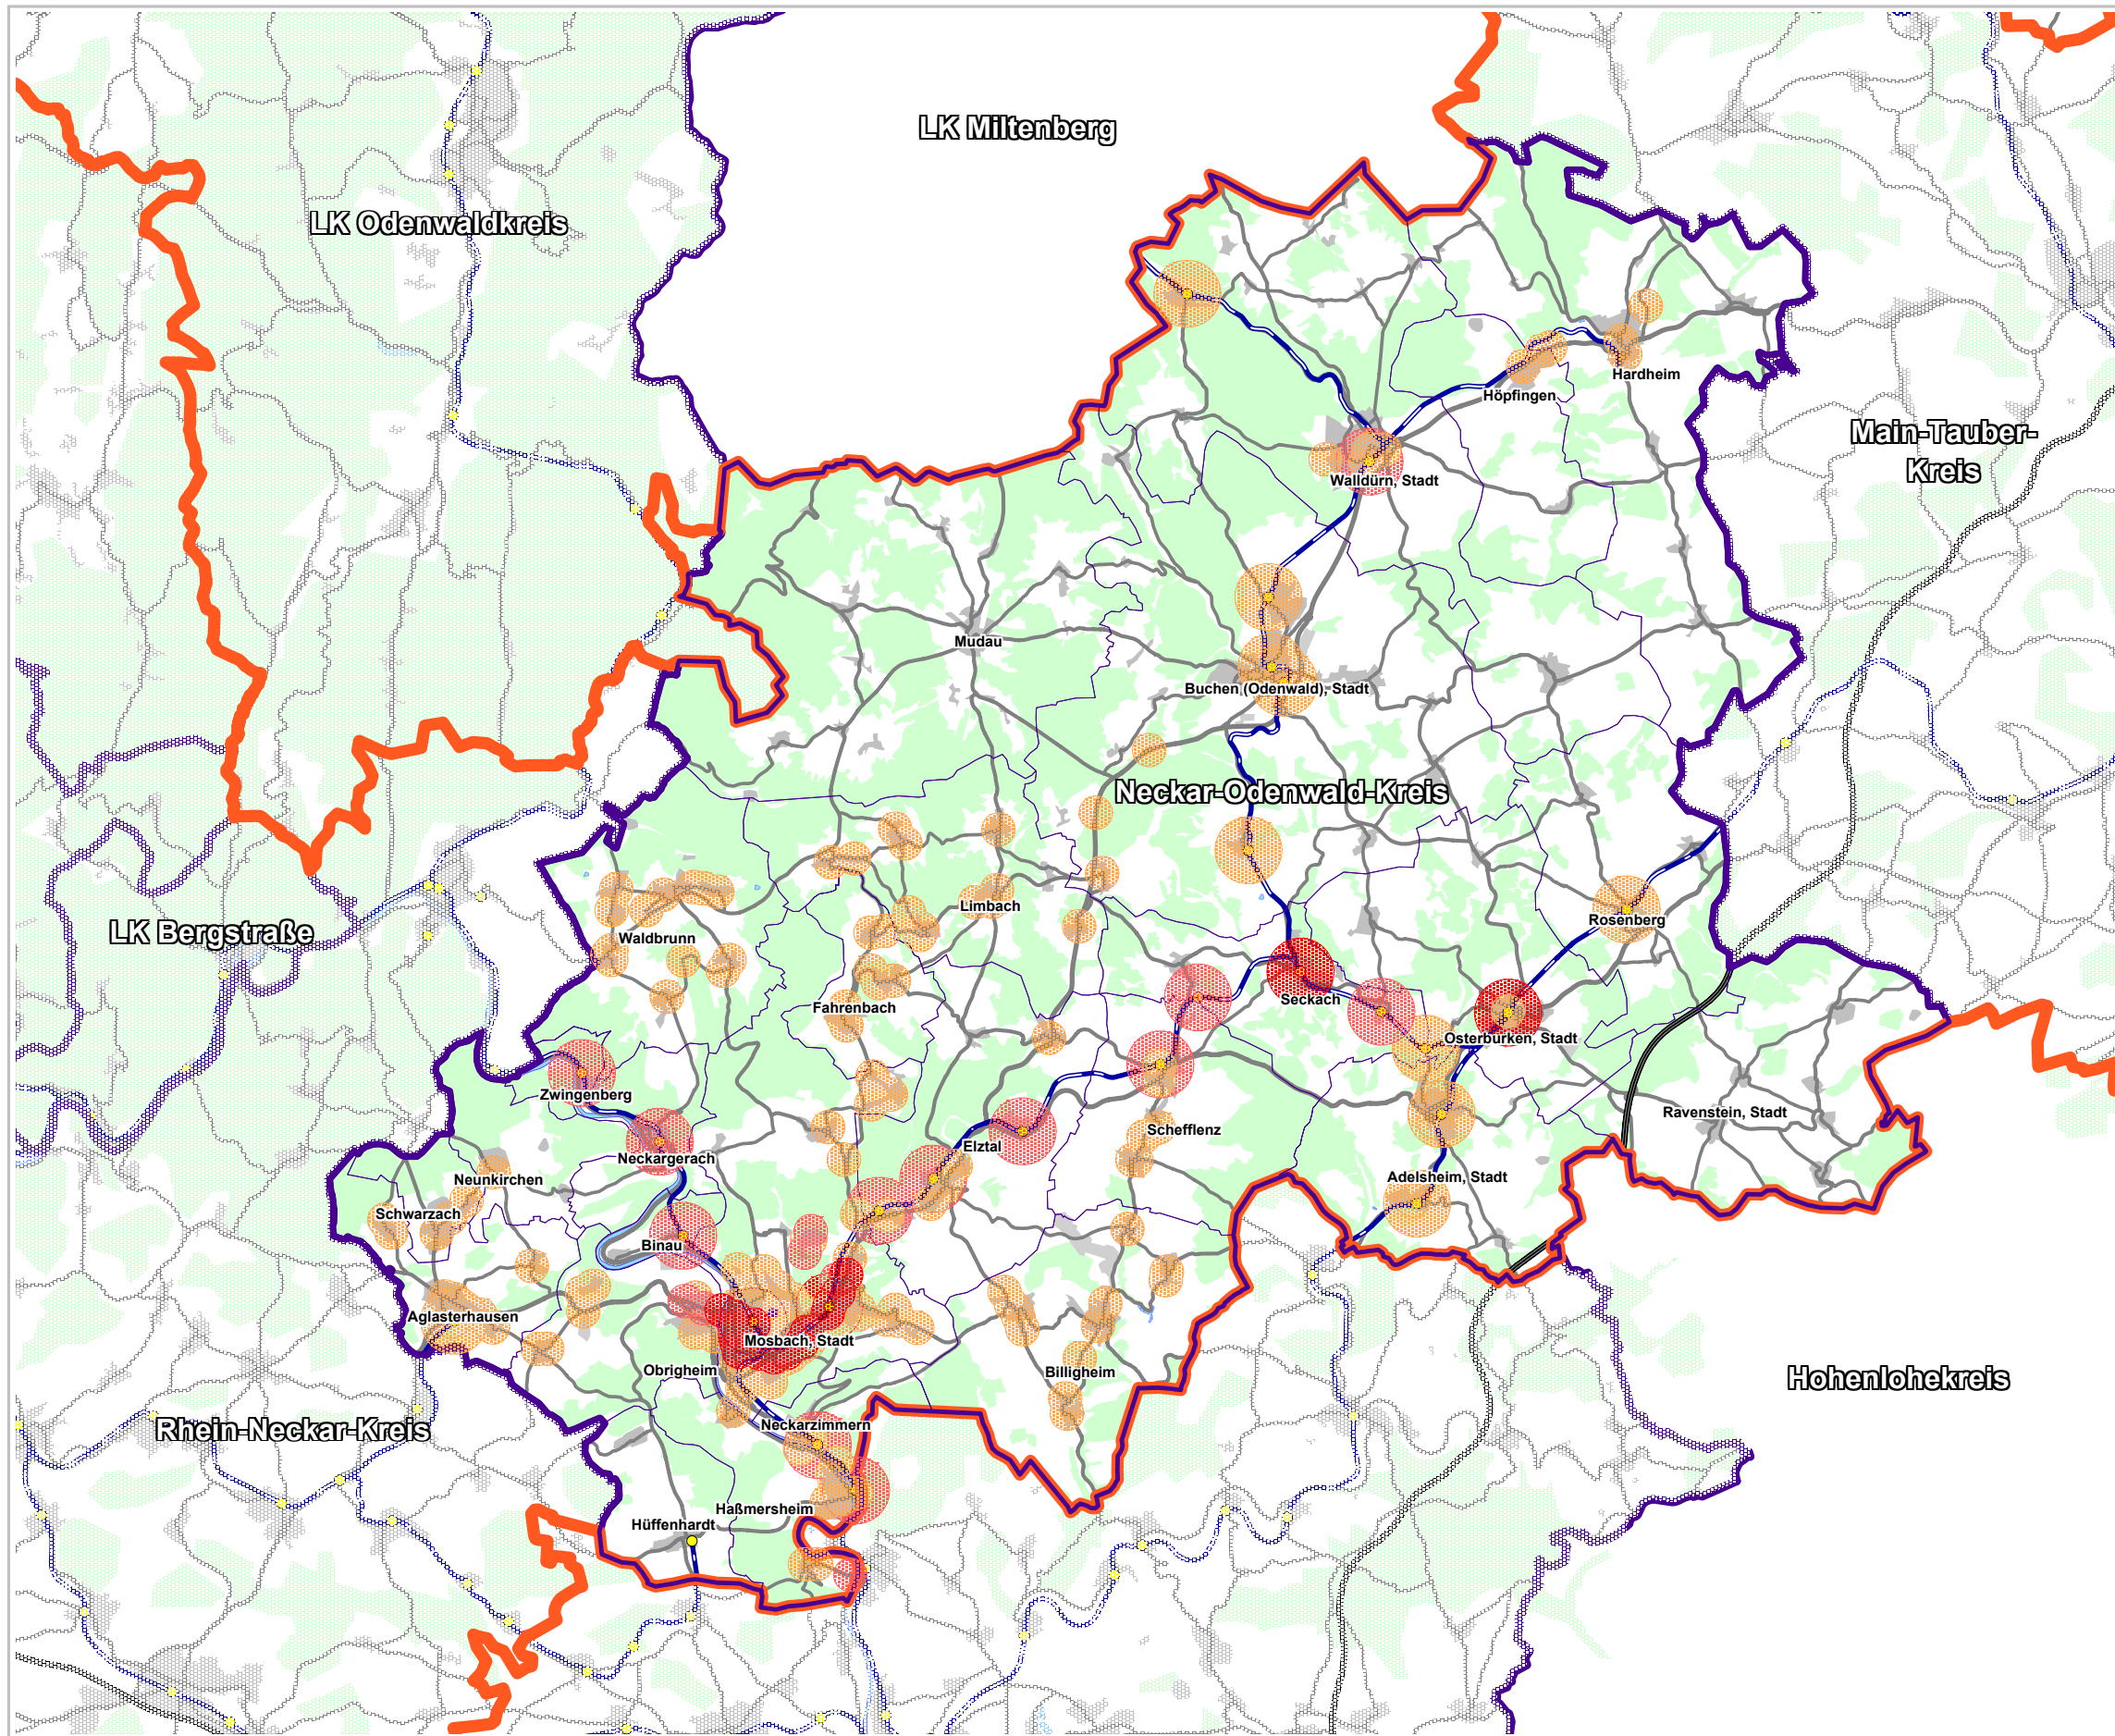 LK Miltenberg
LK Odenwaldkreis
Hardheim
Höpfingen
Main-Tauber-
Kreis
Walldürn, Stadt
Mudau
Buchen (Odenwald), Stadt
Neckar-Odenwald-Kreis
Limbach
LK Bergstraße
Rosenberg
Waldbrunn
Seckach
Fahrenbach
Osterburken, Stadt
Zwingenberg
Ravenstein, Stadt
Schefflenz
Elztal
Neckargerach
Neunkirchen
Adelsheim, Stadt
Schwarzach
Binau
Aglasterhausen
Mosbach, Stadt
Obrigheim
Billigheim
Hohenlohekreis
Neckarzimmern
Rhein-Neckar-Kreis
Haßmersheim
Hüffenhardt